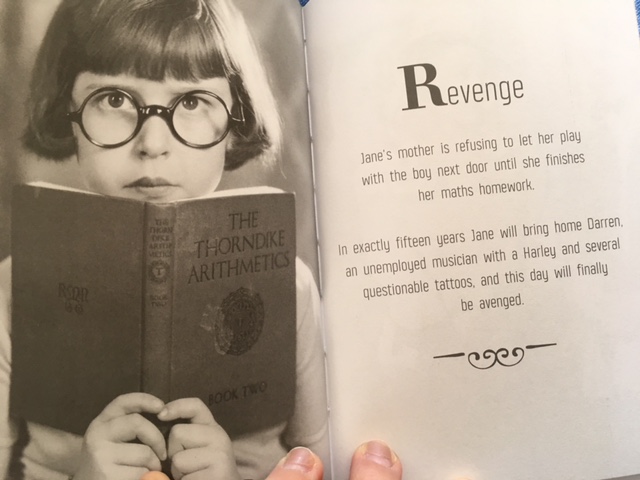 THE
THORNDIKE
ARITHMETICS
BOOK TWO
Revenge
Jane's mother is refusing to let her play
with the boy next door until she finishes
her maths homework.
In exactly fifteen years Jane will bring home Darren,
an unemployed musician with a Harley and several
questionable tattoos, and this day will finally
be avenged.